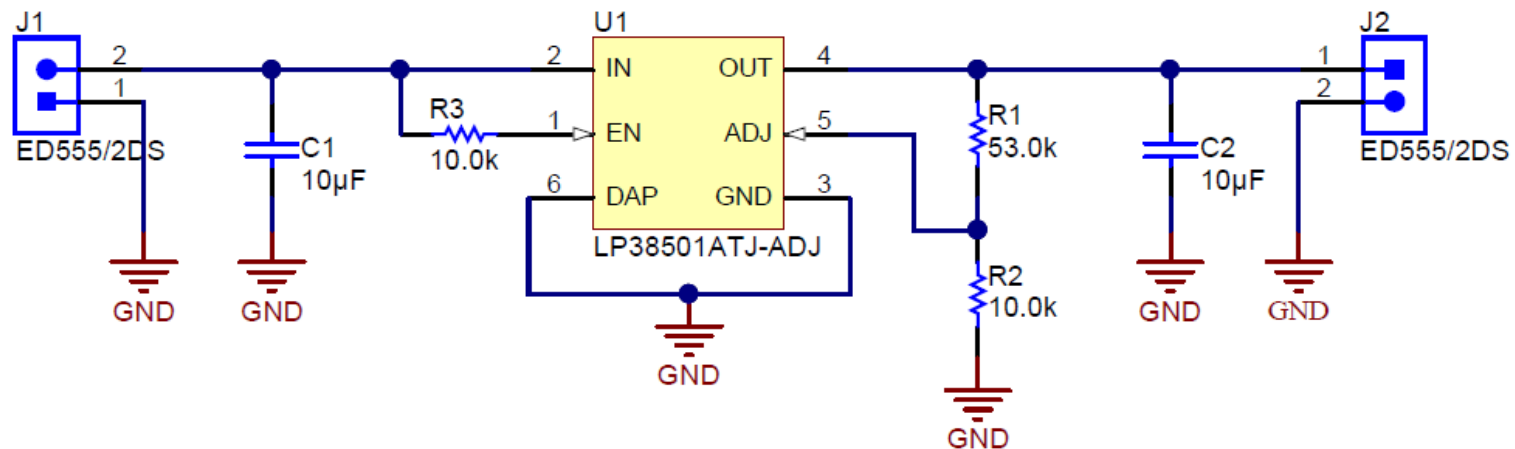 J1
2
1
ED555/2DS
GND
C1
10µF
GND
R3
10.0k
U1
2 IN OUT 4
1 EN ADJ 5
6 DAP GND 3
LP38501ATJ-ADJ
GND
R1
53.0k
R2
10.0k
GND
C2
10µF
GND
J2
1
2
ED555/2DS
GND